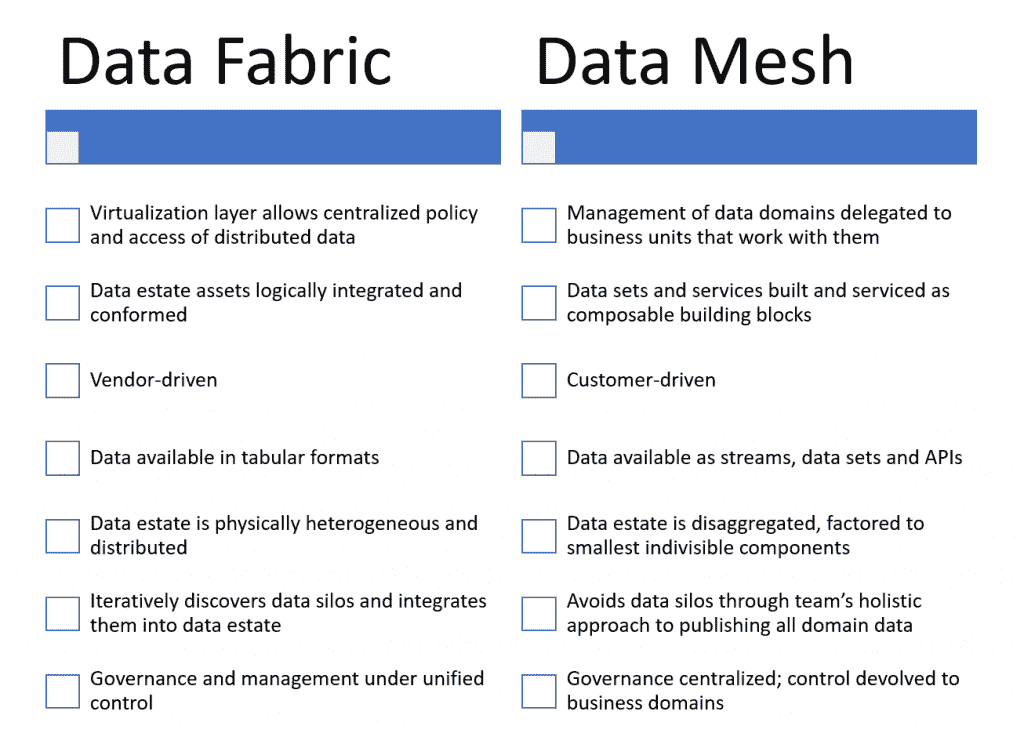 Data Fabric
Virtualization layer allows centralized policy
and access of distributed data
Data estate assets logically integrated and
conformed
Vendor-driven
Data available in tabular formats
Data estate is physically heterogeneous and
distributed
Iteratively discovers data silos and integrates
them into data estate
Governance and management under unified
control
Data Mesh
Management of data domains delegated to
business units that work with them
Data sets and services built and serviced as
composable building blocks
Customer-driven
Data available as streams, data sets and APIs
Data estate is disaggregated, factored to
smallest indivisible components
Avoids data silos through team’s holistic
approach to publishing all domain data
Governance centralized; control devolved to
business domains